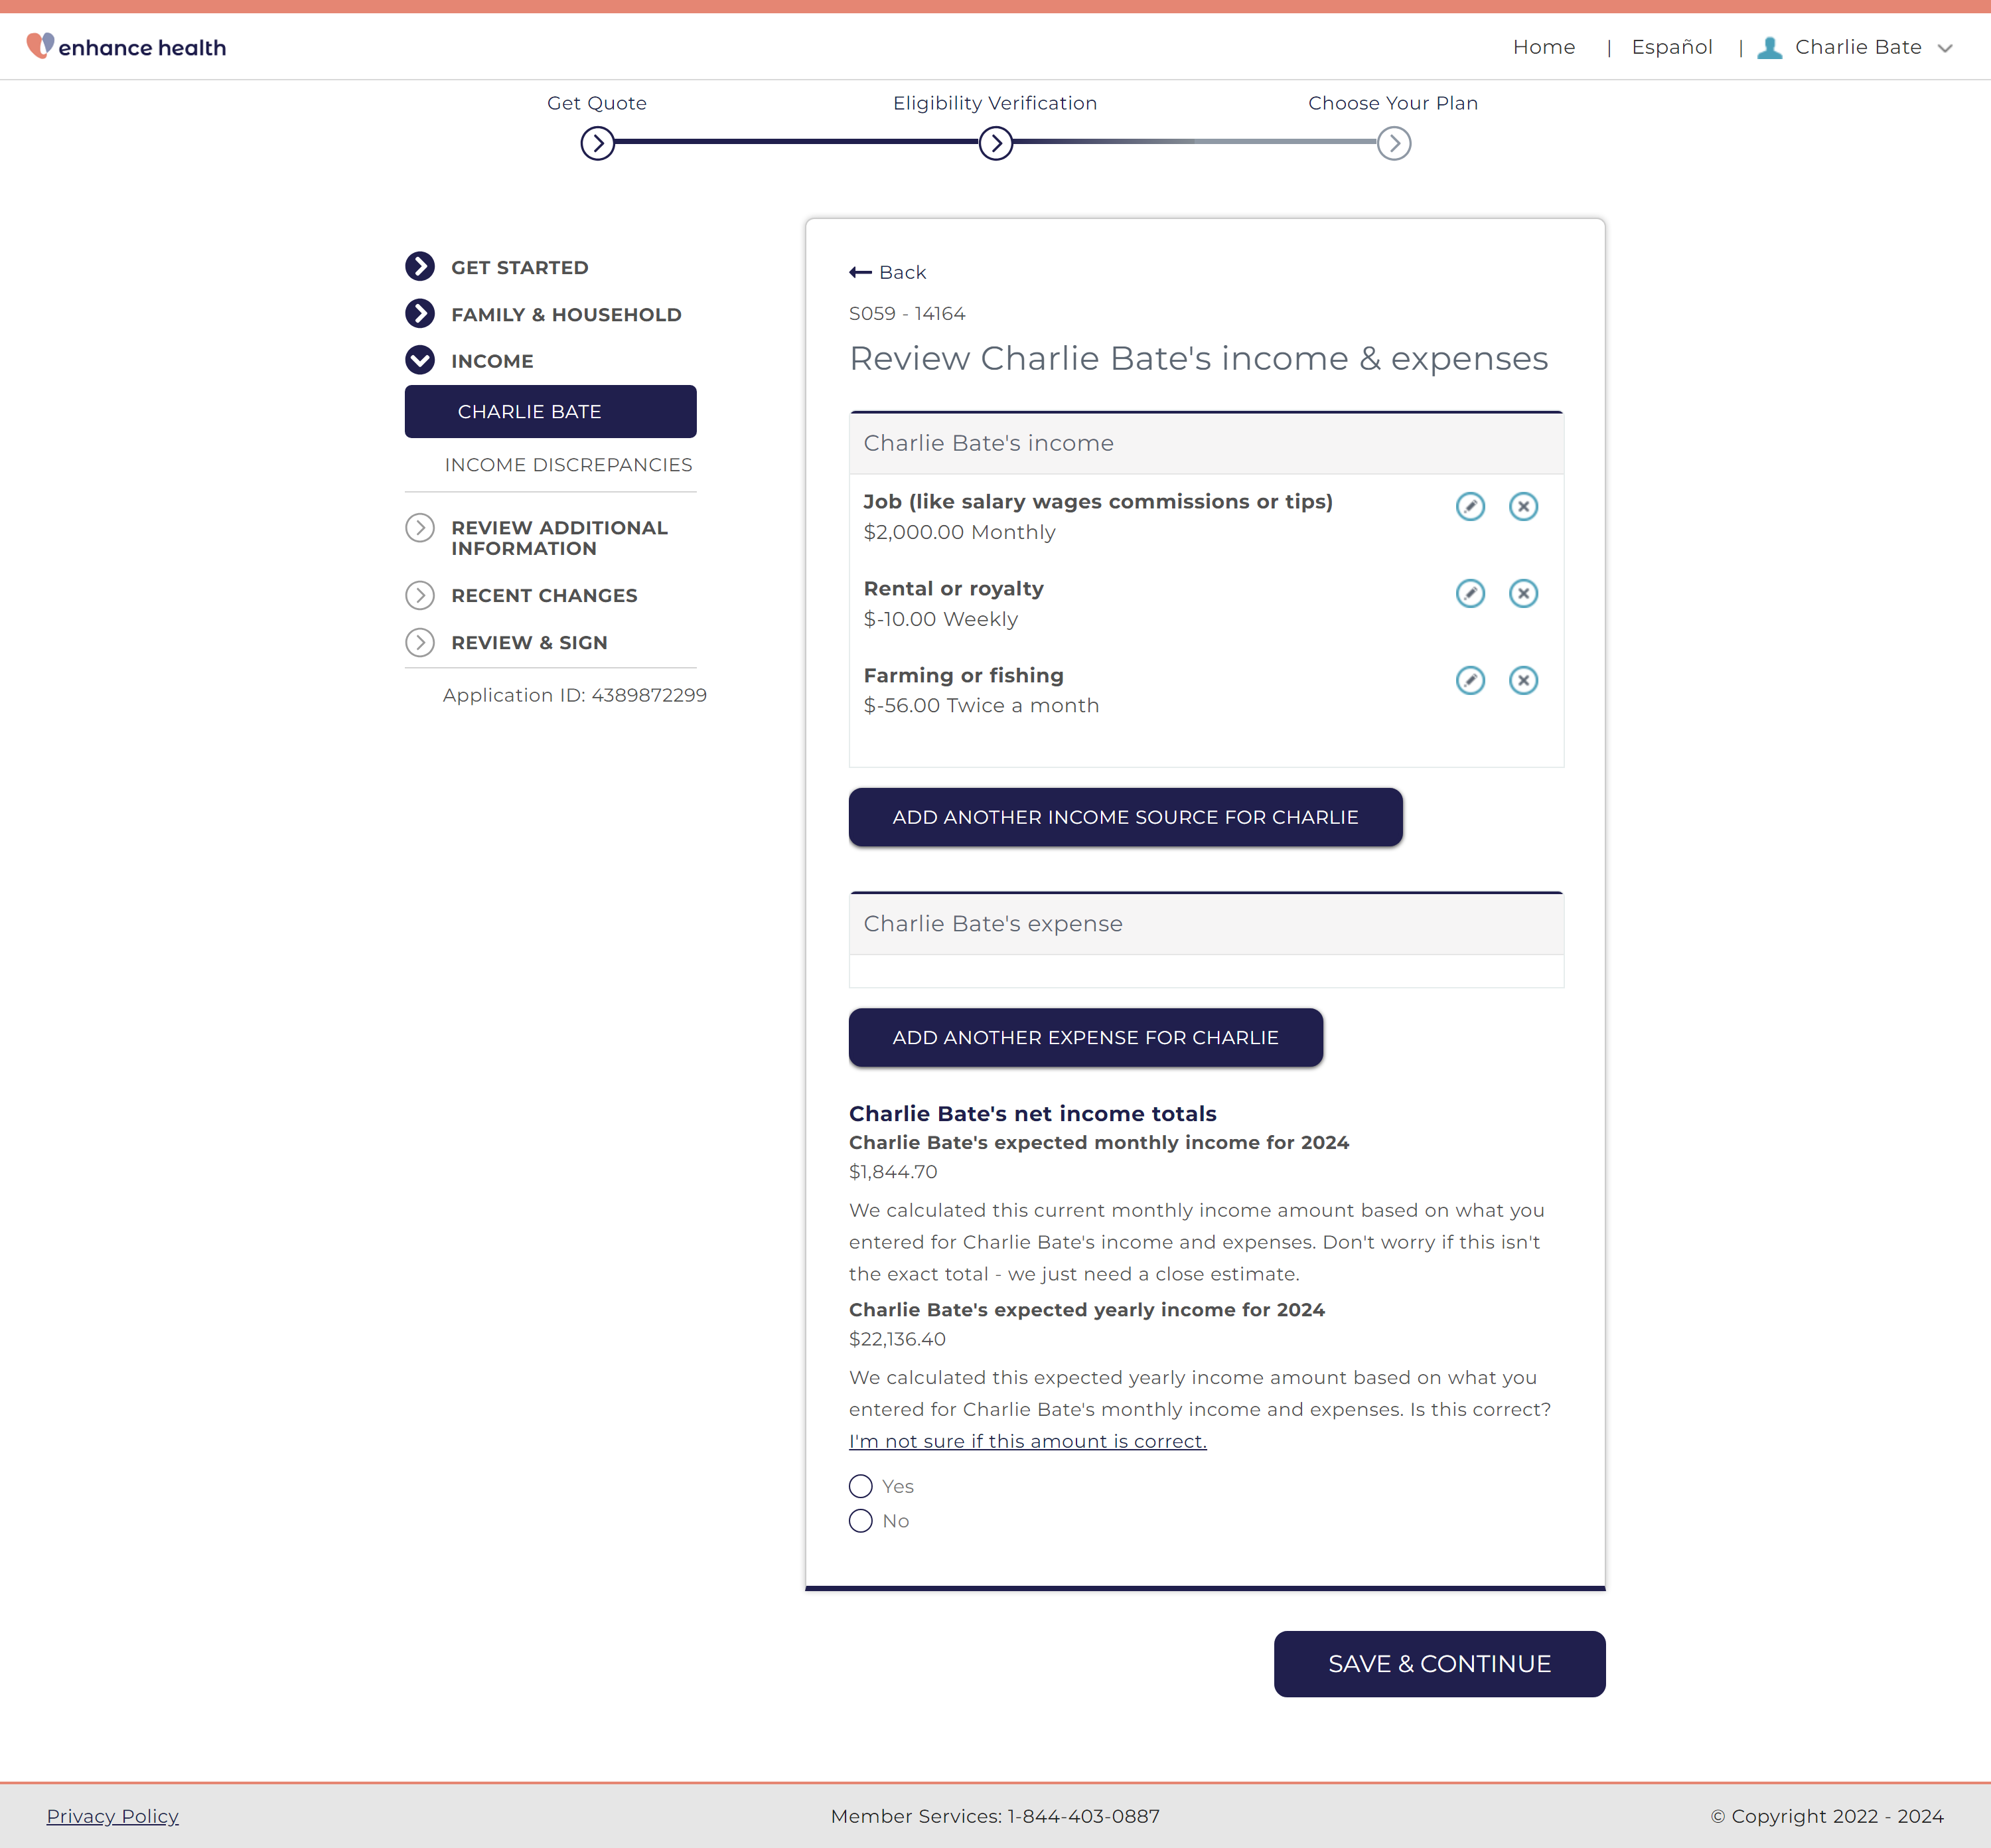 enhance health
Home | Español | Charlie Bate
Get Quote
Eligibility Verification
Choose Your Plan
GET STARTED
FAMILY & HOUSEHOLD
INCOME
CHARLIE BATE
INCOME DISCREPANCIES
REVIEW ADDITIONAL
INFORMATION
RECENT CHANGES
REVIEW & SIGN
Application ID: 4389872299
Back
S059 - 14164
Review Charlie Bate's income & expenses
Charlie Bate's income
Job (like salary wages commissions or tips)
$2,000.00 Monthly
Rental or royalty
$-10.00 Weekly
Farming or fishing
$-56.00 Twice a month
ADD ANOTHER INCOME SOURCE FOR CHARLIE
Charlie Bate's expense
ADD ANOTHER EXPENSE FOR CHARLIE
Charlie Bate's net income totals
Charlie Bate's expected monthly income for 2024
$1,844.70
We calculated this current monthly income amount based on what you
entered for Charlie Bate's income and expenses. Don't worry if this isn't
the exact total - we just need a close estimate.
Charlie Bate's expected yearly income for 2024
$22,136.40
We calculated this expected yearly income amount based on what you
entered for Charlie Bate's monthly income and expenses. Is this correct?
I'm not sure if this amount is correct.
Yes
No
SAVE & CONTINUE
Privacy Policy
Member Services: 1-844-403-0887
© Copyright 2022 - 2024